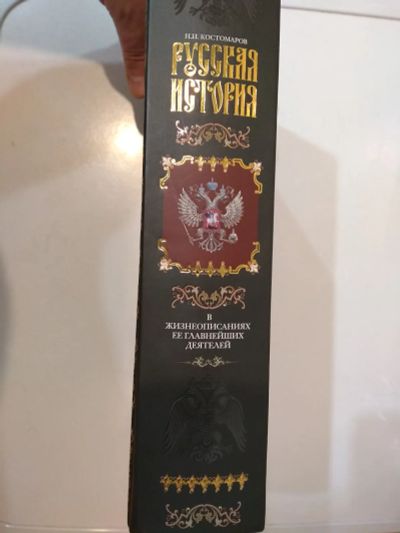 Н.И. КОСТОМАРОВ
РУССКАЯ
ИСТОРИЯ
В
ЖИЗНЕОПИСАНИЯХ
ЕЕ ГЛАВНЕЙШИХ
ДЕЯТЕЛЕЙ